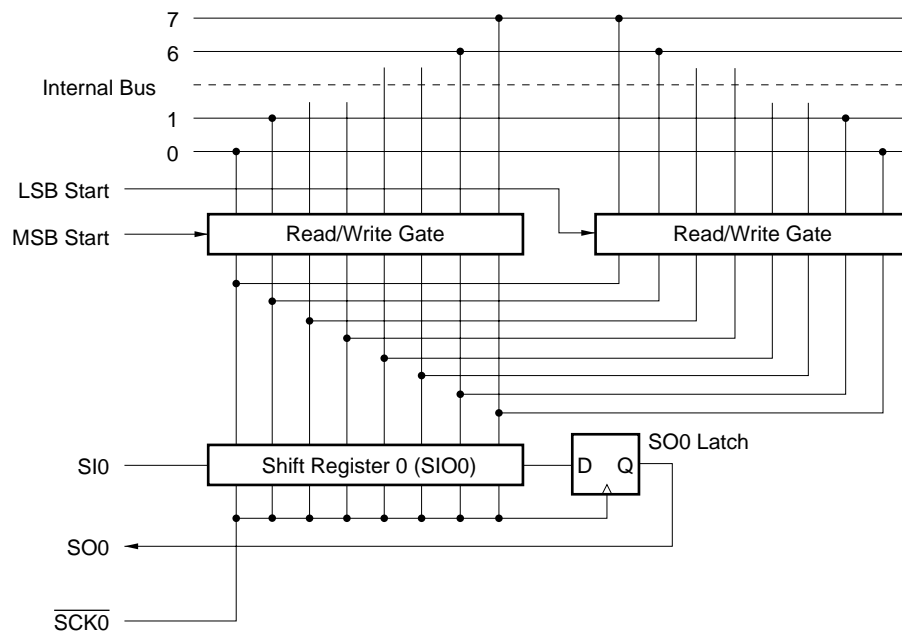 7
6
Internal Bus
1
0
LSB Start
MSB Start
Read/Write Gate
Read/Write Gate
SI0
Shift Register 0 (SIO0)
D
Q
SO0 Latch
SO0
SCK0